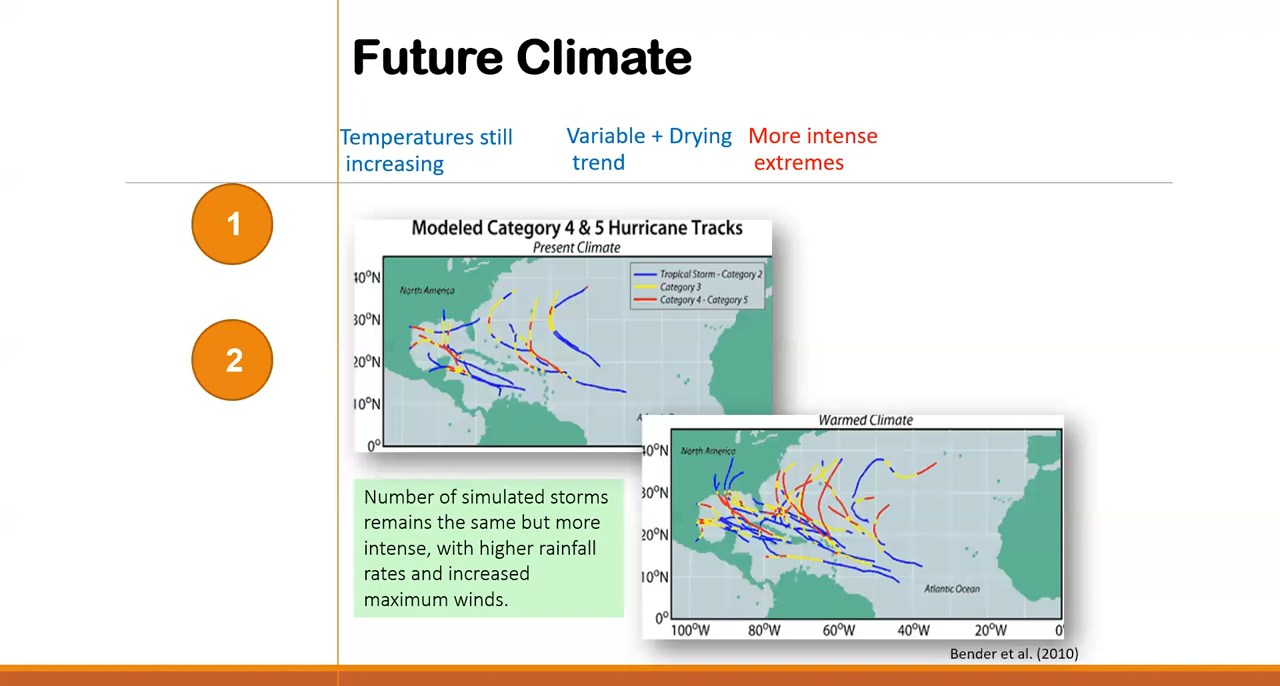 Future Climate
Temperatures still
increasing
Variable + Drying
trend
More intense
extremes
1
2
Modeled Category 4 & 5 Hurricane Tracks
Present Climate
Tropical Storm - Category 2
Category 3
Category 4 - Category 5
North America
40°N
30°N
20°N
10°N
0°
Warmed Climate
North America
40°N
30°N
20°N
10°N
0°
Atlantic Ocean
100°W 80°W 60°W 40°W 20°W 0°
Number of simulated storms
remains the same but more
intense, with higher rainfall
rates and increased
maximum winds.
Bender et al. (2010)